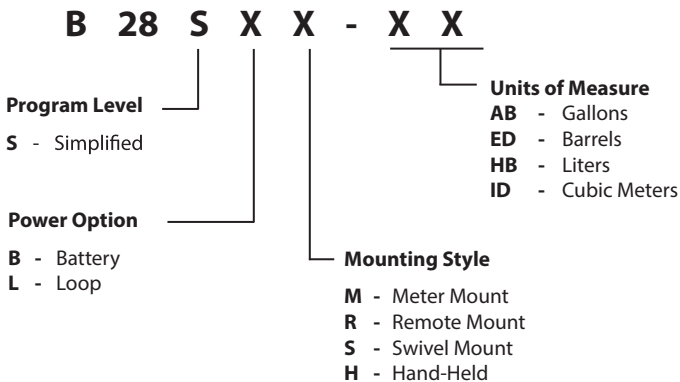 B 28 S X X - X X
Program Level
S - Simplified
Power Option
B - Battery
L - Loop
Mounting Style
M - Meter Mount
R - Remote Mount
S - Swivel Mount
H - Hand-Held
Units of Measure
AB - Gallons
ED - Barrels
HB - Liters
ID - Cubic Meters